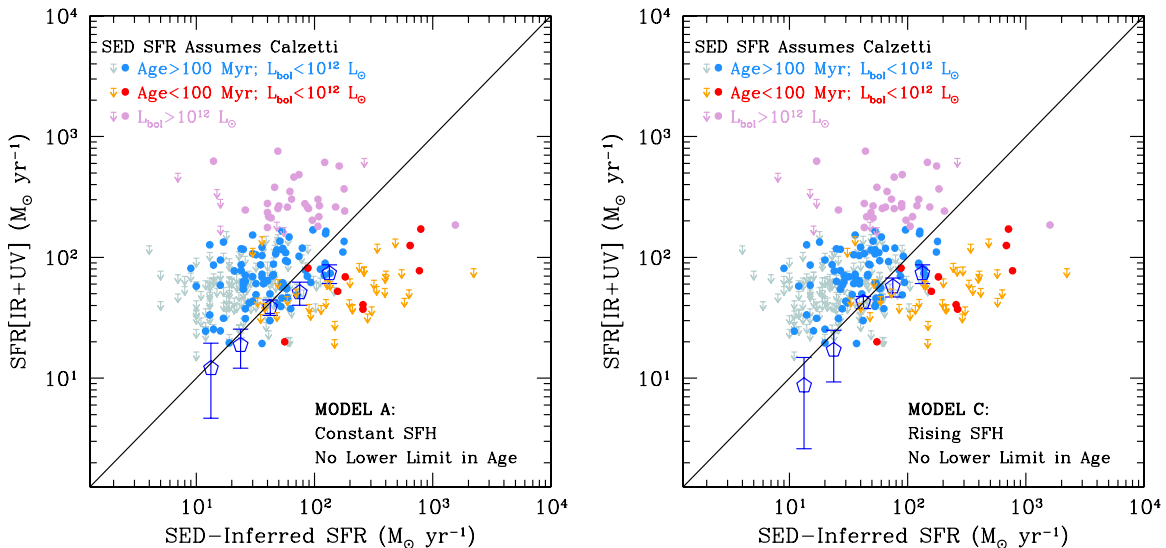 SED SFR Assumes Calzetti
Age>100 Myr; L_bol<10^12 L_⊙
Age<100 Myr; L_bol<10^12 L_⊙
L_bol>10^12 L_⊙
MODEL A:
Constant SFH
No Lower Limit in Age
SFR[IR+UV] (M_⊙ yr^−1)
10^4
10^3
10^2
10^1
10^1
10^2
10^3
10^4
SED−Inferred SFR (M_⊙ yr^−1)
SED SFR Assumes Calzetti
Age>100 Myr; L_bol<10^12 L_⊙
Age<100 Myr; L_bol<10^12 L_⊙
L_bol>10^12 L_⊙
MODEL C:
Rising SFH
No Lower Limit in Age
SFR[IR+UV] (M_⊙ yr^−1)
10^4
10^3
10^2
10^1
10^1
10^2
10^3
10^4
SED−Inferred SFR (M_⊙ yr^−1)